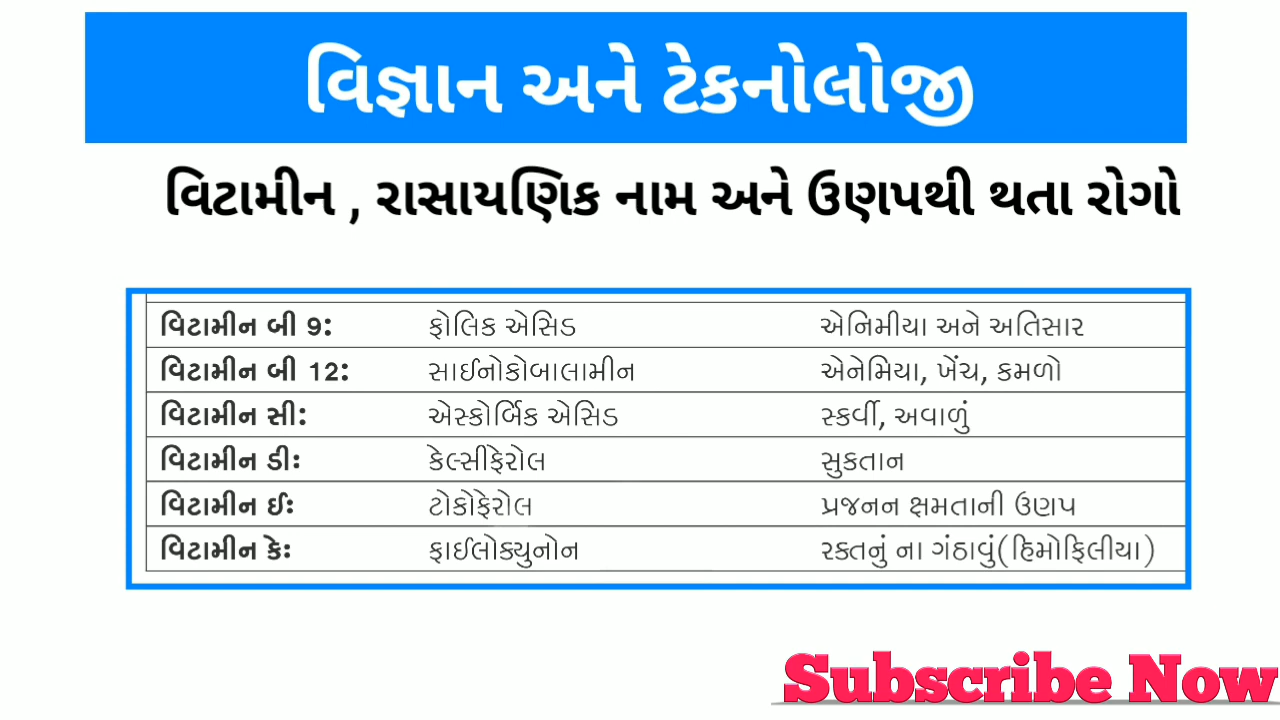 વિજ્ઞાન અને ટેકનોલોજી
વિટામીન , રાસાયણિક નામ અને ઉણપથી થતા રોગો
વિટામીન બી 9: ફોલિક એસિડ એનિમીયા અને અતિસાર
વિટામીન બી 12: સાઈનોકોબાલામીન એનેમિયા, ખેંચ, કમળો
વિટામીન સી: એસ્કોર્બિક એસિડ સ્કર્વી, અવાળું
વિટામીન ડી: કેલ્સીફેરોલ સુકતાન
વિટામીન ઈ: ટોકોફેરોલ પ્રજનન ક્ષમતાની ઉણપ
વિટામીન કે: ફાઈલોક્યુનોન રક્તનું ના ગંઠાવું(હિમોફિલીયા)
Subscribe Now